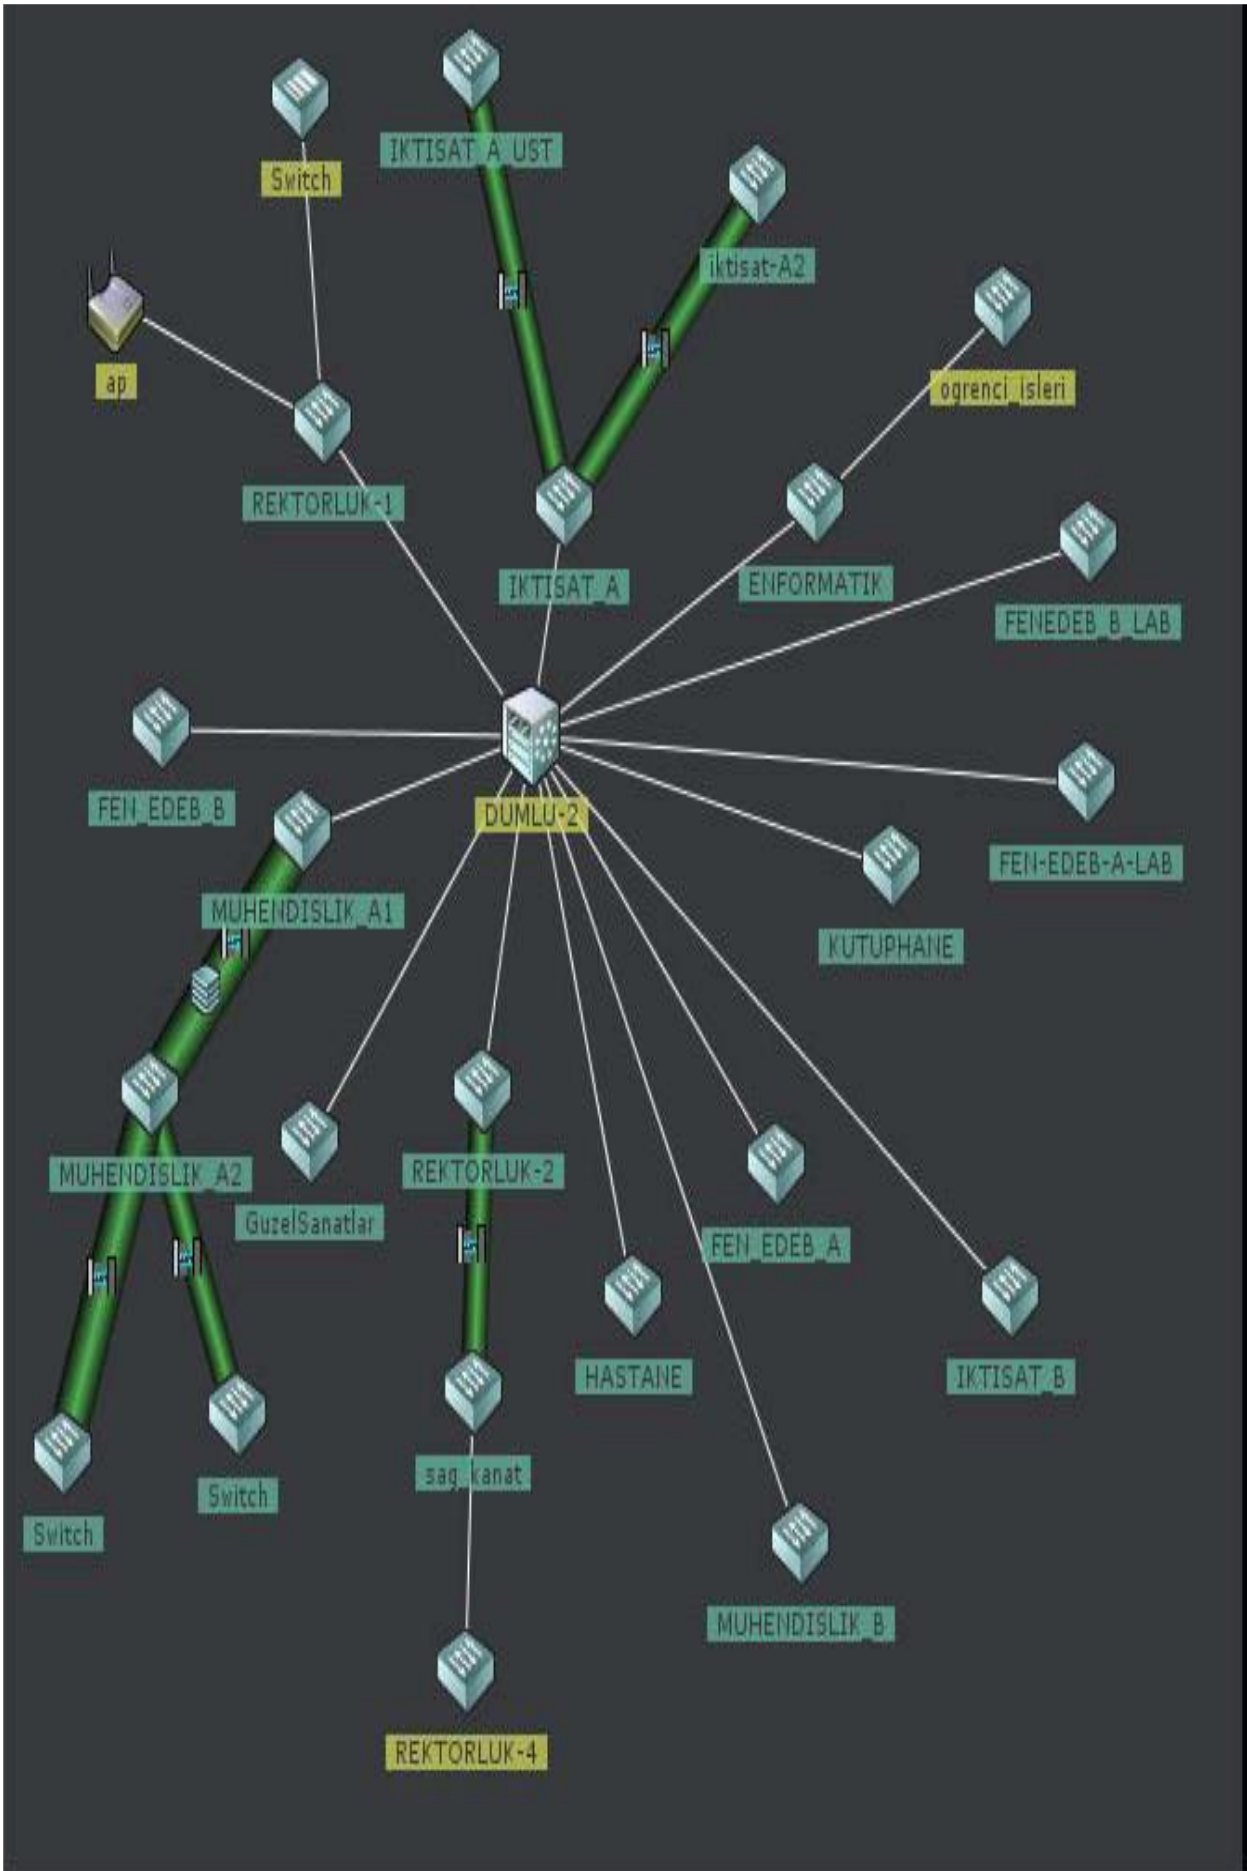 IKTISAT_A_UST
Switch
iktisat-A2
ap
ogrenci_isleri
REKTORLUK-1
IKTISAT_A
ENFORMATIK
FENEDEB_B_LAB
FEN_EDEB_B
DUMLU-2
FEN-EDEB-A-LAB
MUHENDISLIK_A1
KUTUPHANE
MUHENDISLIK_A2
REKTORLUK-2
GuzelSanatlar
FEN_EDEB_A
HASTANE
IKTISAT_B
sag_kanat
Switch
Switch
MUHENDISLIK_B
REKTORLUK-4